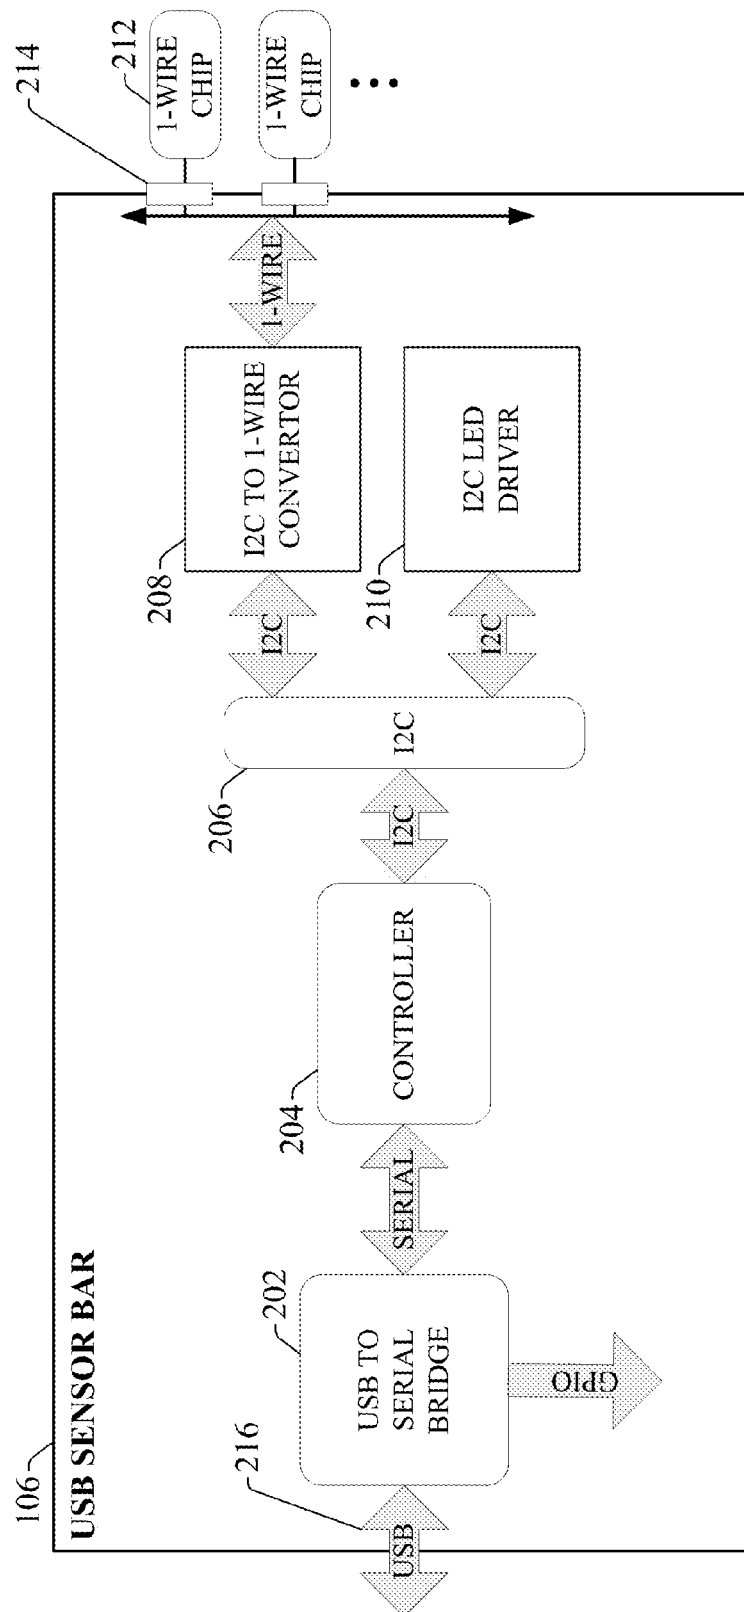 106
USB SENSOR BAR
216
USB
202
USB TO
SERIAL
BRIDGE
GPIO
SERIAL
204
CONTROLLER
I2C
206
I2C
I2C
208
I2C TO 1-WIRE
CONVERTOR
I2C
210
I2C LED
DRIVER
1-WIRE
214
212
1-WIRE
CHIP
1-WIRE
CHIP